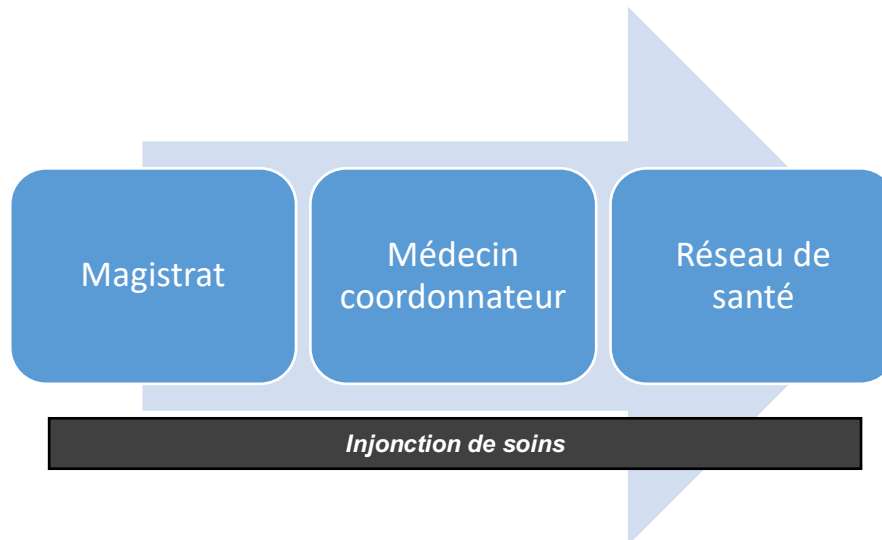 Magistrat
Médecin
coordonnateur
Réseau de
santé
Injonction de soins